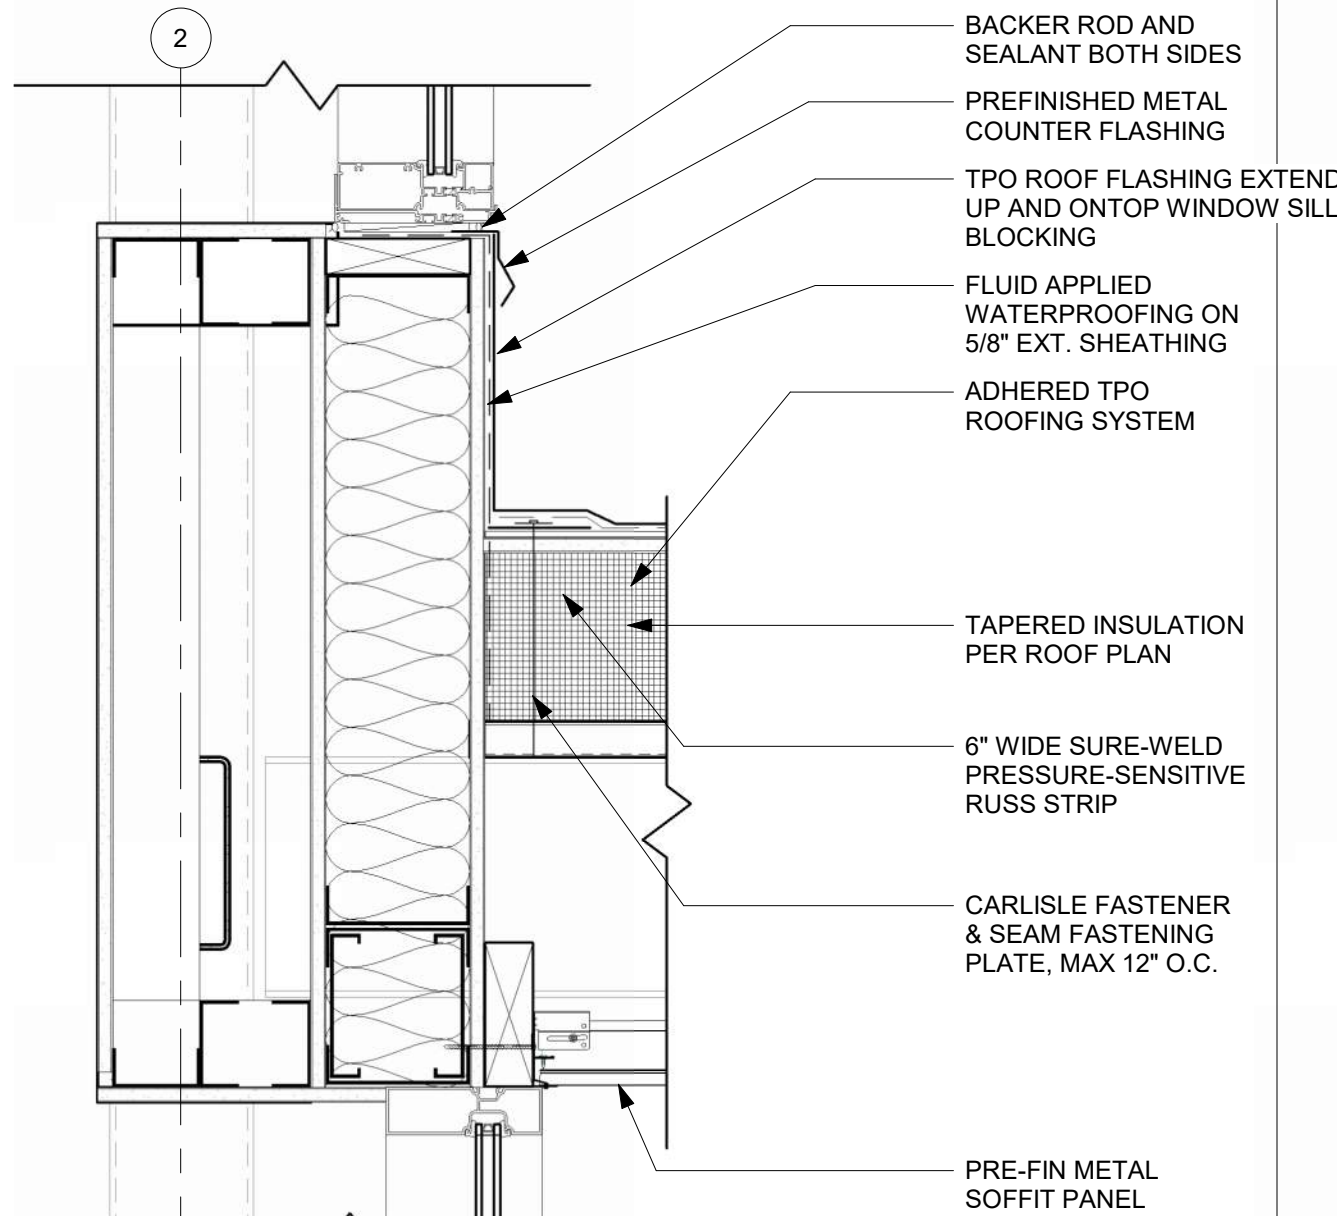 2
BACKER ROD AND
SEALANT BOTH SIDES
PREFINISHED METAL
COUNTER FLASHING
TPO ROOF FLASHING EXTEND
UP AND ONTOP WINDOW SILL
BLOCKING
FLUID APPLIED
WATERPROOFING ON
5/8" EXT. SHEATHING
ADHERED TPO
ROOFING SYSTEM
TAPERED INSULATION
PER ROOF PLAN
6" WIDE SURE-WELD
PRESSURE-SENSITIVE
RUSS STRIP
CARLISLE FASTENER
& SEAM FASTENING
PLATE, MAX 12" O.C.
PRE-FIN METAL
SOFFIT PANEL